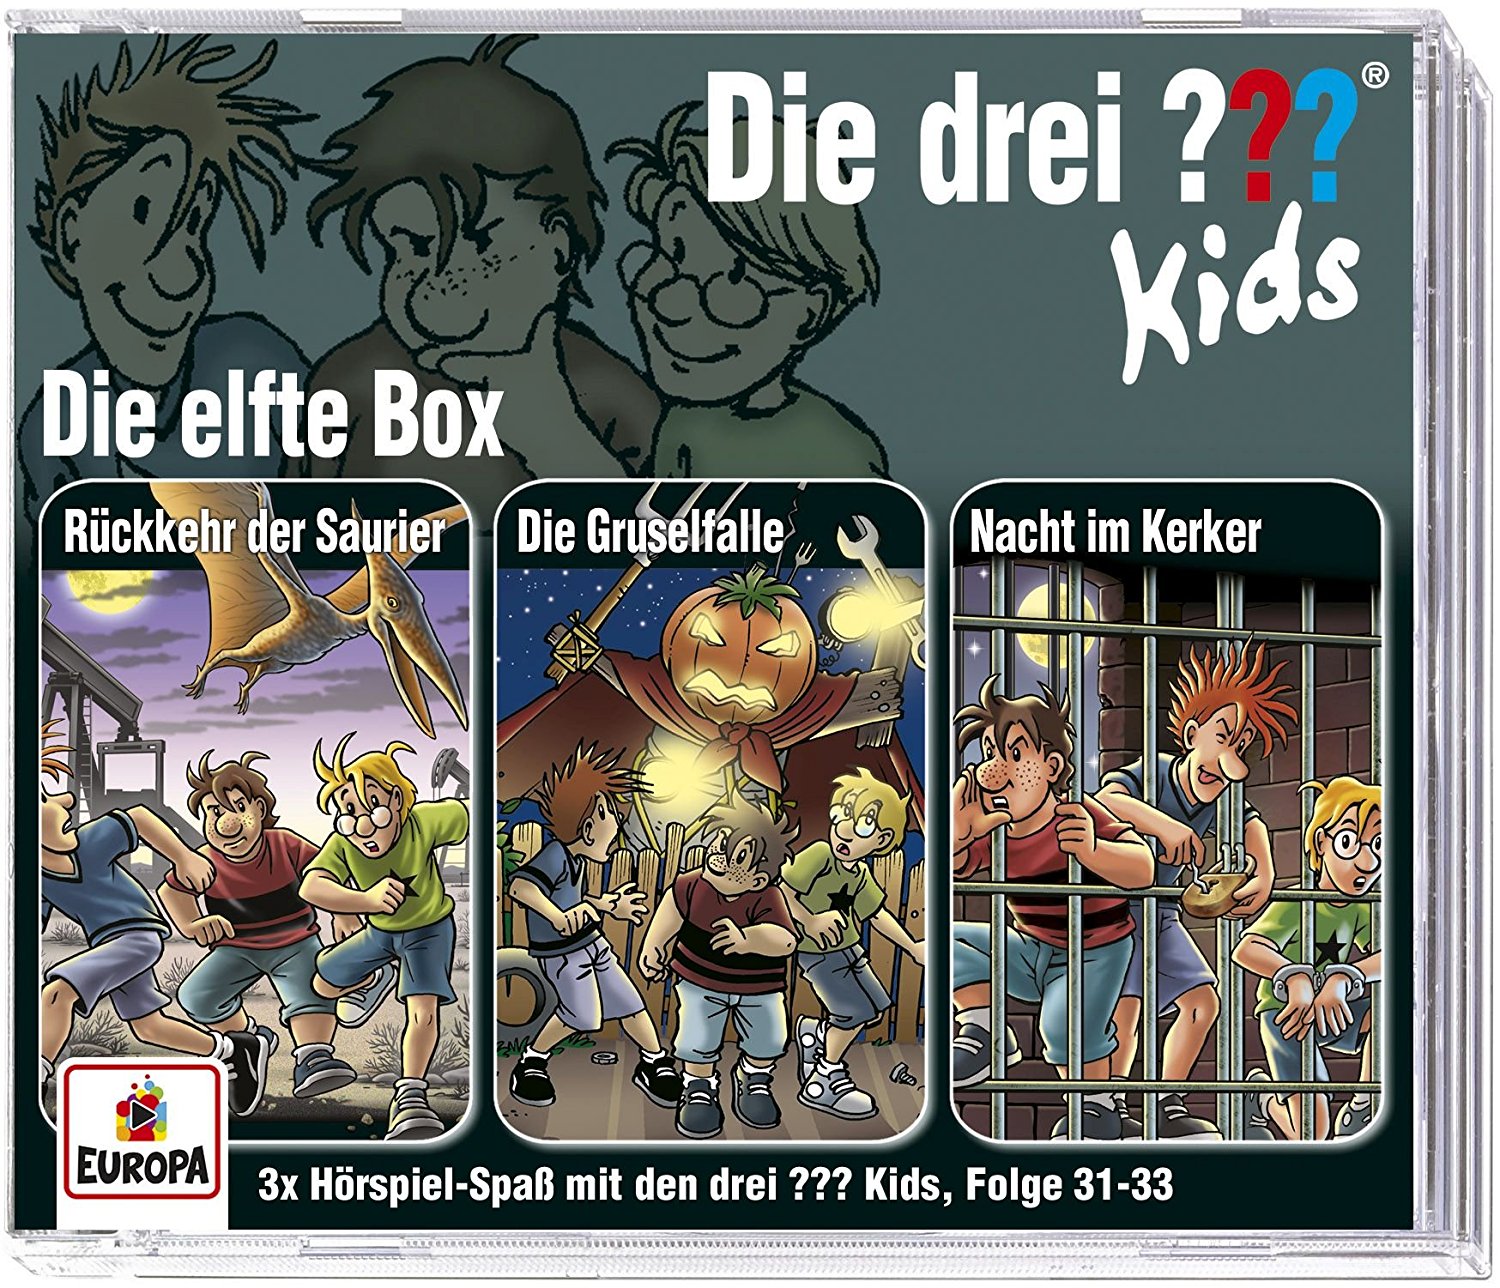 Die drei ???®
Kids
Die elfte Box
Rückkehr der Saurier
Die Gruselfalle
Nacht im Kerker
EUROPA
3x Hörspiel-Spaß mit den drei ??? Kids, Folge 31-33